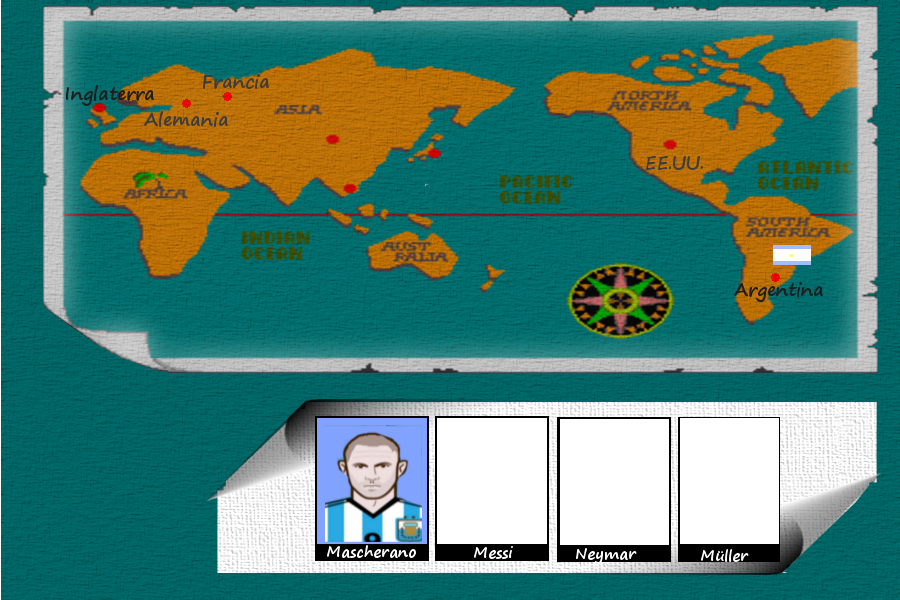 Francia
Inglaterra
ASIA
NORTH
AMERICA
Alemania
EE.UU.
ATLANTIC
OCEAN
PACIFIC
OCEAN
AFRICA
SOUTH
AMERICA
INDIAN
OCEAN
AUST
RALIA
Argentina
Mascherano
Messi
Neymar
Müller